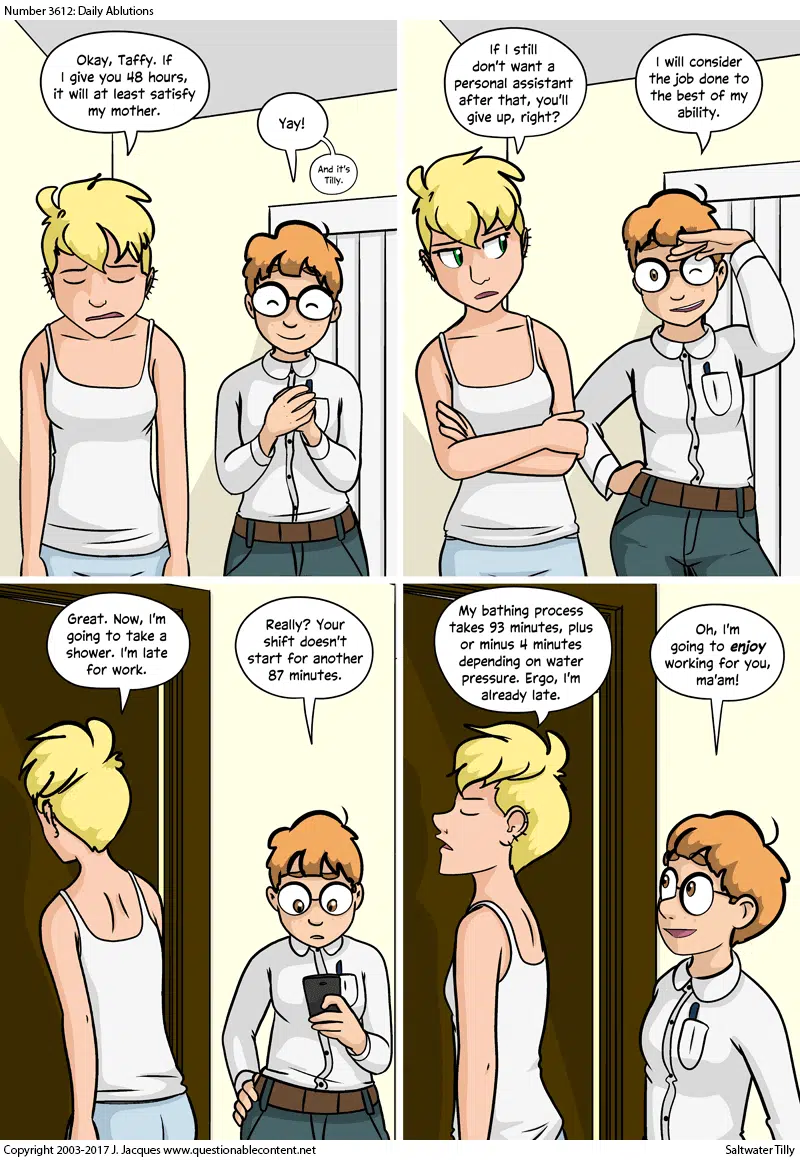 Number 3612: Daily Ablutions
Okay, Taffy. If
I give you 48 hours,
it will at least satisfy
my mother.
Yay!
And it's
Tilly.
If I still
don't want a
personal assistant
after that, you'll
give up, right?
I will consider
the job done to
the best of my
ability.
Great. Now, I'm
going to take a
shower. I'm late
for work.
Really? Your
shift doesn't
start for another
87 minutes.
My bathing process
takes 93 minutes, plus
or minus 4 minutes
depending on water
pressure. Ergo, I'm
already late.
Oh, I'm
going to enjoy
working for you,
ma'am!
Copyright 2003-2017 J. Jacques www.questionablecontent.net
Saltwater Tilly